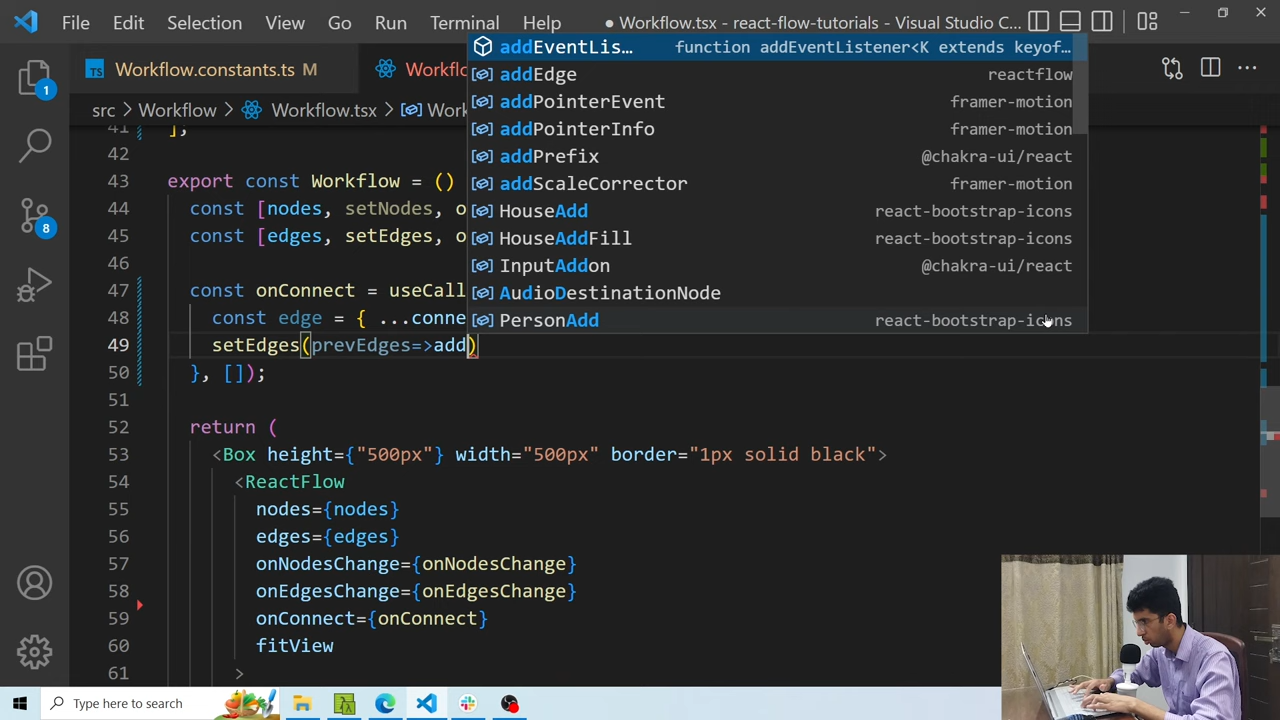 File Edit Selection View Go Run Terminal Help ● Workflow.tsx - react-flow-tutorials - Visual Studio C...
TS Workflow.constants.ts M
Workfl
src > Workflow > Workflow.tsx > Work
addEventLis... function addEventListener<K extends keyof...
addEdge reactflow
addPointerEvent framer-motion
addPointerInfo framer-motion
addPrefix @chakra-ui/react
addScaleCorrector framer-motion
HouseAdd react-bootstrap-icons
HouseAddFill react-bootstrap-icons
InputAddon @chakra-ui/react
AudioDestinationNode
PersonAdd react-bootstrap-icons
1
8
41 ];
42
43 export const Workflow = ()
44 const [nodes, setNodes, o
45 const [edges, setEdges, o
46
47 const onConnect = useCall
48 const edge = { ...conne
49 setEdges(prevEdges=>add)
50 }, []);
51
52 return (
53 <Box height={"500px"} width="500px" border="1px solid black">
54 <ReactFlow
55 nodes={nodes}
56 edges={edges}
57 onNodesChange={onNodesChange}
58 onEdgesChange={onEdgesChange}
59 onConnect={onConnect}
60 fitView
61 >
Type here to search